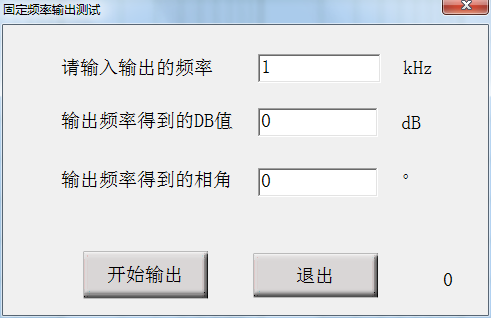 固定频率输出测试
请输入输出的频率 1 kHz
输出频率得到的DB值 0 dB
输出频率得到的相角 0 °
开始输出 退出 0